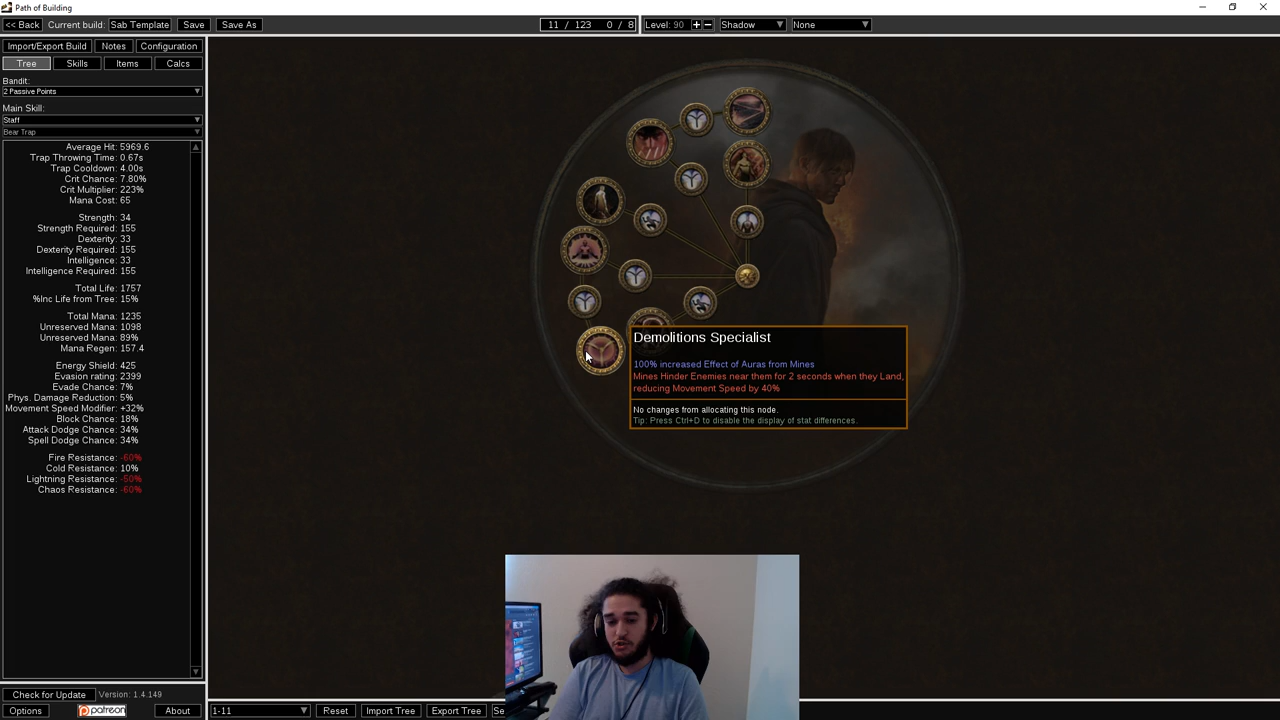 Path of Building
<< Back
Current build:
Sab Template
Save
Save As
11 / 123 0 / 8
Level: 90
+
−
Shadow
None
Import/Export Build
Notes
Configuration
Tree
Skills
Items
Calcs
Bandit:
2 Passive Points
Main Skill:
Staff
Bear Trap
Average Hit: 5969.6
Trap Throwing Time: 0.67s
Trap Cooldown: 4.00s
Crit Chance: 7.80%
Crit Multiplier: 223%
Mana Cost: 65
Strength: 34
Strength Required: 155
Dexterity: 33
Dexterity Required: 155
Intelligence: 33
Intelligence Required: 155
Total Life: 1757
%Inc Life from Tree: 15%
Total Mana: 1235
Unreserved Mana: 1098
Unreserved Mana: 89%
Mana Regen: 157.4
Energy Shield: 425
Evasion rating: 2399
Evade Chance: 7%
Phys. Damage Reduction: 5%
Movement Speed Modifier: +32%
Block Chance: 18%
Attack Dodge Chance: 34%
Spell Dodge Chance: 34%
Fire Resistance: -60%
Cold Resistance: 10%
Lightning Resistance: -50%
Chaos Resistance: -60%
Demolitions Specialist
100% increased Effect of Auras from Mines
Mines Hinder Enemies near them for 2 seconds when they Land,
reducing Movement Speed by 40%
No changes from allocating this node.
Tip: Press Ctrl+D to disable the display of stat differences.
Check for Update
Version: 1.4.149
Options
patreon
About
1-11
Reset
Import Tree
Export Tree